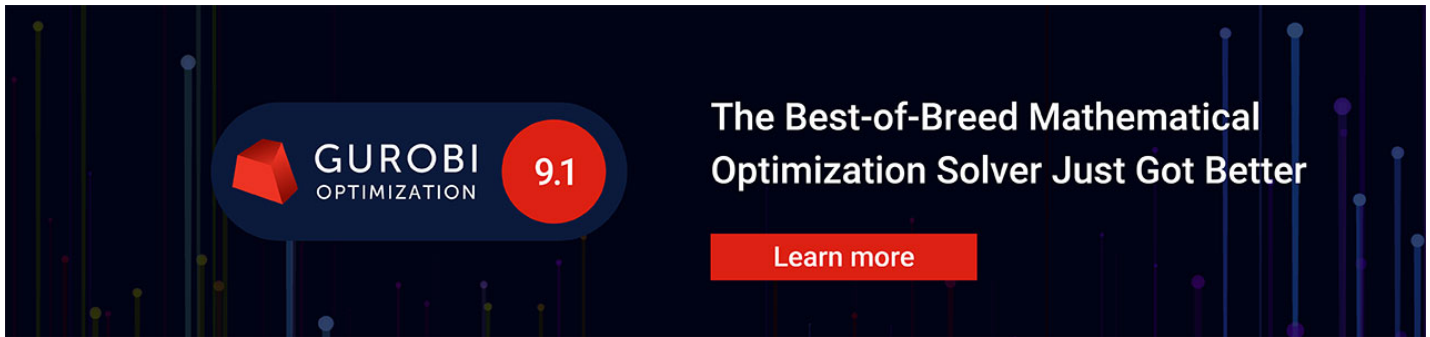 GUROBI
OPTIMIZATION
9.1
The Best-of-Breed Mathematical
Optimization Solver Just Got Better
Learn more